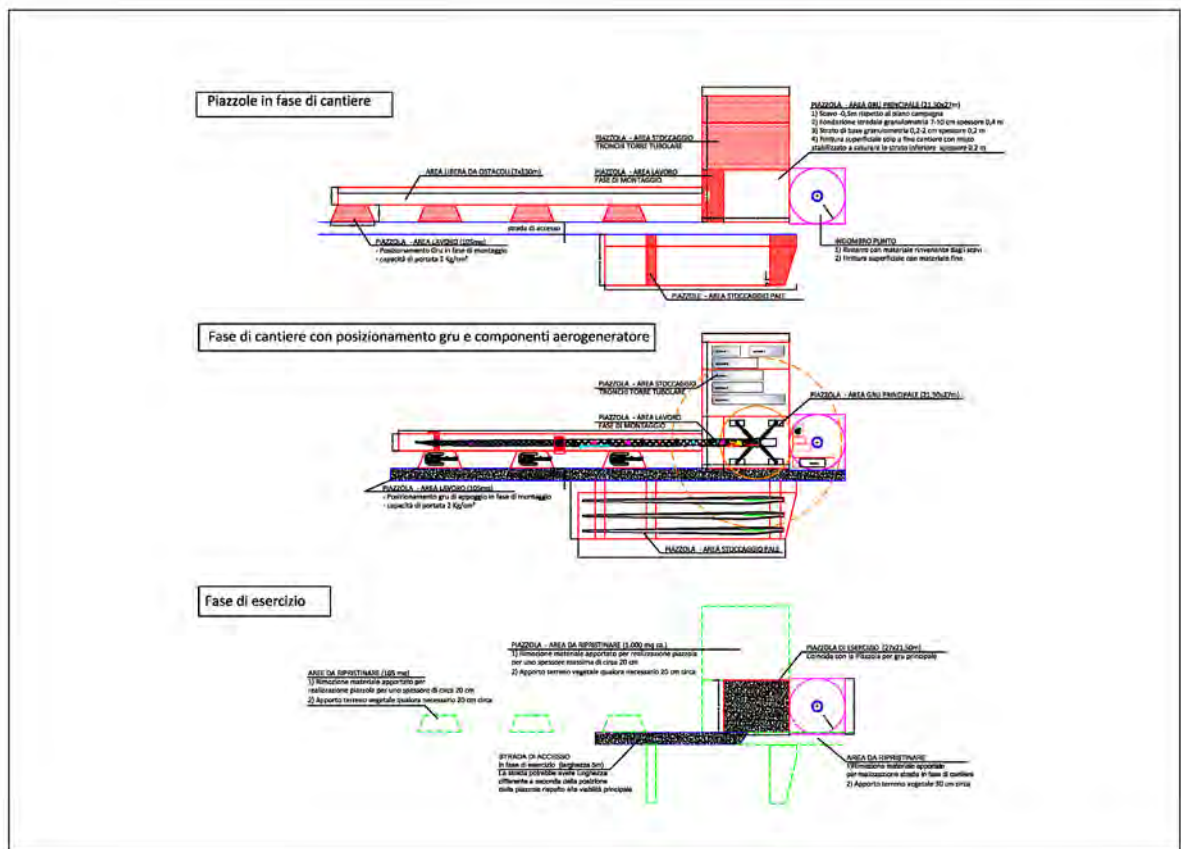 Piazzole in fase di cantiere
PIAZZOLA - AREA GRU PRINCIPALE (21,50x27m)
1) Scavo -0,5m rispetto al piano campagna
2) Fondazione stradale granulometria 7-10 cm spessore 0,4 m
3) Strato di base granulometria 0,2-2 cm spessore 0,2 m
4) Finitura superficiale solo a fine cantiere con misto
stabilizzato a saturare lo strato inferiore spessore 0,2 m
PIAZZOLA - AREA STOCCAGGIO
TRONCHI TORRE TUBOLARE
PIAZZOLA - AREA LAVORO
FASE DI MONTAGGIO
AREA LIBERA DA OSTACOLI
strada di accesso
PIAZZOLA - AREA LAVORO (105mq)
- Posizionamento Gru in fase di montaggio
- capacità di portata 2 Kg/cm²
INGOMBRO PLINTO
1) Rinterro con materiale rinvenente dagli scavi
2) Finitura superficiale con materiale fino
PIAZZOLE - AREA STOCCAGGIO PALE
Fase di cantiere con posizionamento gru e componenti aerogeneratore
PIAZZOLA - AREA STOCCAGGIO
TRONCHI TORRE TUBOLARE
PIAZZOLA - AREA GRU PRINCIPALE (21,50x27m)
PIAZZOLA - AREA LAVORO
FASE DI MONTAGGIO
PIAZZOLA - AREA LAVORO (105mq)
- Posizionamento gru di appoggio in fase di montaggio
- capacità di portata 2 Kg/cm²
PIAZZOLA - AREA STOCCAGGIO PALE
Fase di esercizio
PIAZZOLA - AREA DA RIPRISTINARE (1.000 mq ca.)
1) Rimozione materiale apportato per realizzazione piazzola
per uno spessore massima di circa 20 cm
2) Apporto terreno vegetale qualora necessario 20 cm circa
PIAZZOLA DI ESERCIZIO (27x21,50m)
Coincide con la Piazzola per gru principale
AREE DA RIPRISTINARE (105 mq)
1) Rimozione materiale apportato per
realizzazione piazzole per uno spessore di circa 20 cm
2) Apporto terreno vegetale qualora necessario 20 cm circa
STRADA DI ACCESSO
in fase di esercizio (larghezza 5m)
La strada potrebbe avere lunghezza
differente a seconda della posizione
della piazzola rispetto alla viabilità principale
AREA DA RIPRISTINARE
1) Rimozione materiale apportato
per realizzazione strada in fase di cantiere
2) Apporto terreno vegetale 30 cm circa